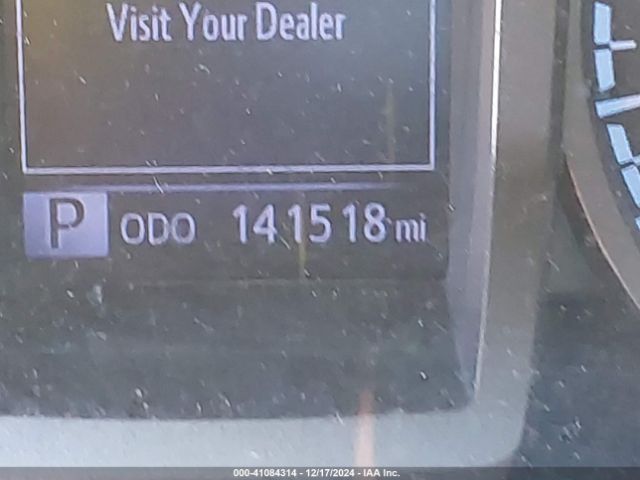 Visit Your Dealer
P ODO 141518 mi
000-41084314 - 12/17/2024 - IAA Inc.